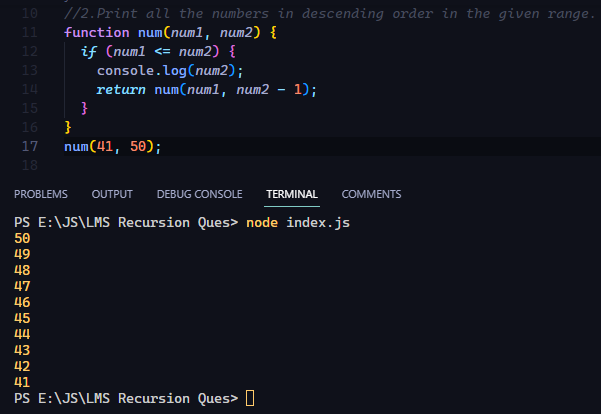 10 //2.Print all the numbers in descending order in the given range.
11 function num(num1, num2) {
12 if (num1 <= num2) {
13 console.log(num2);
14 return num(num1, num2 - 1);
15 }
16 }
17 num(41, 50);
18
PROBLEMS OUTPUT DEBUG CONSOLE TERMINAL COMMENTS
PS E:\JS\LMS Recursion Ques> node index.js
50
49
48
47
46
45
44
43
42
41
PS E:\JS\LMS Recursion Ques>